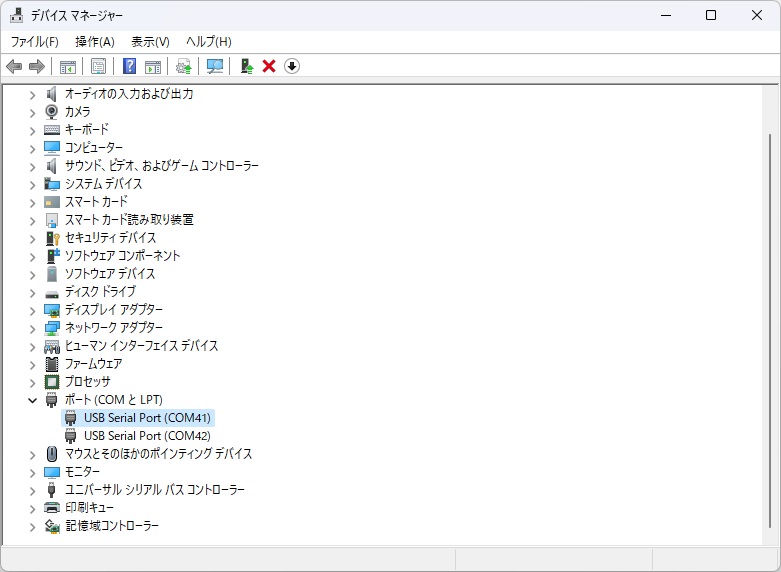 デバイス マネージャー
ファイル(F) 操作(A) 表示(V) ヘルプ(H)
オーディオの入力および出力
カメラ
キーボード
コンピューター
サウンド、ビデオ、およびゲーム コントローラー
システム デバイス
スマート カード
スマート カード読み取り装置
セキュリティ デバイス
ソフトウェア コンポーネント
ソフトウェア デバイス
ディスク ドライブ
ディスプレイ アダプター
ネットワーク アダプター
ヒューマン インターフェイス デバイス
ファームウェア
プロセッサ
ポート (COM と LPT)
USB Serial Port (COM41)
USB Serial Port (COM42)
マウスとそのほかのポインティング デバイス
モニター
ユニバーサル シリアル バス コントローラー
印刷キュー
記憶域コントローラー